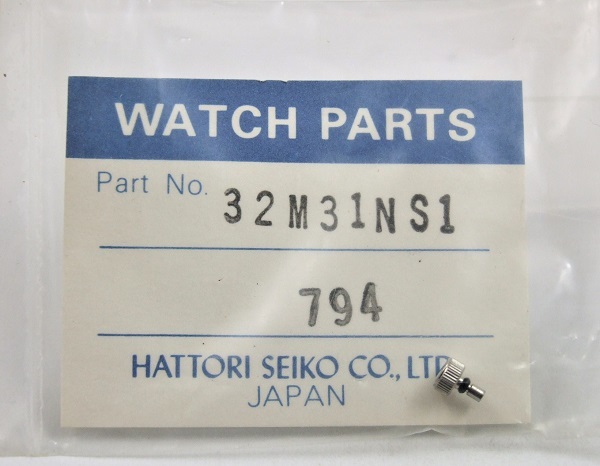 WATCH PARTS
Part No. 32M31NS1
794
HATTORI SEIKO CO., LTD.
JAPAN